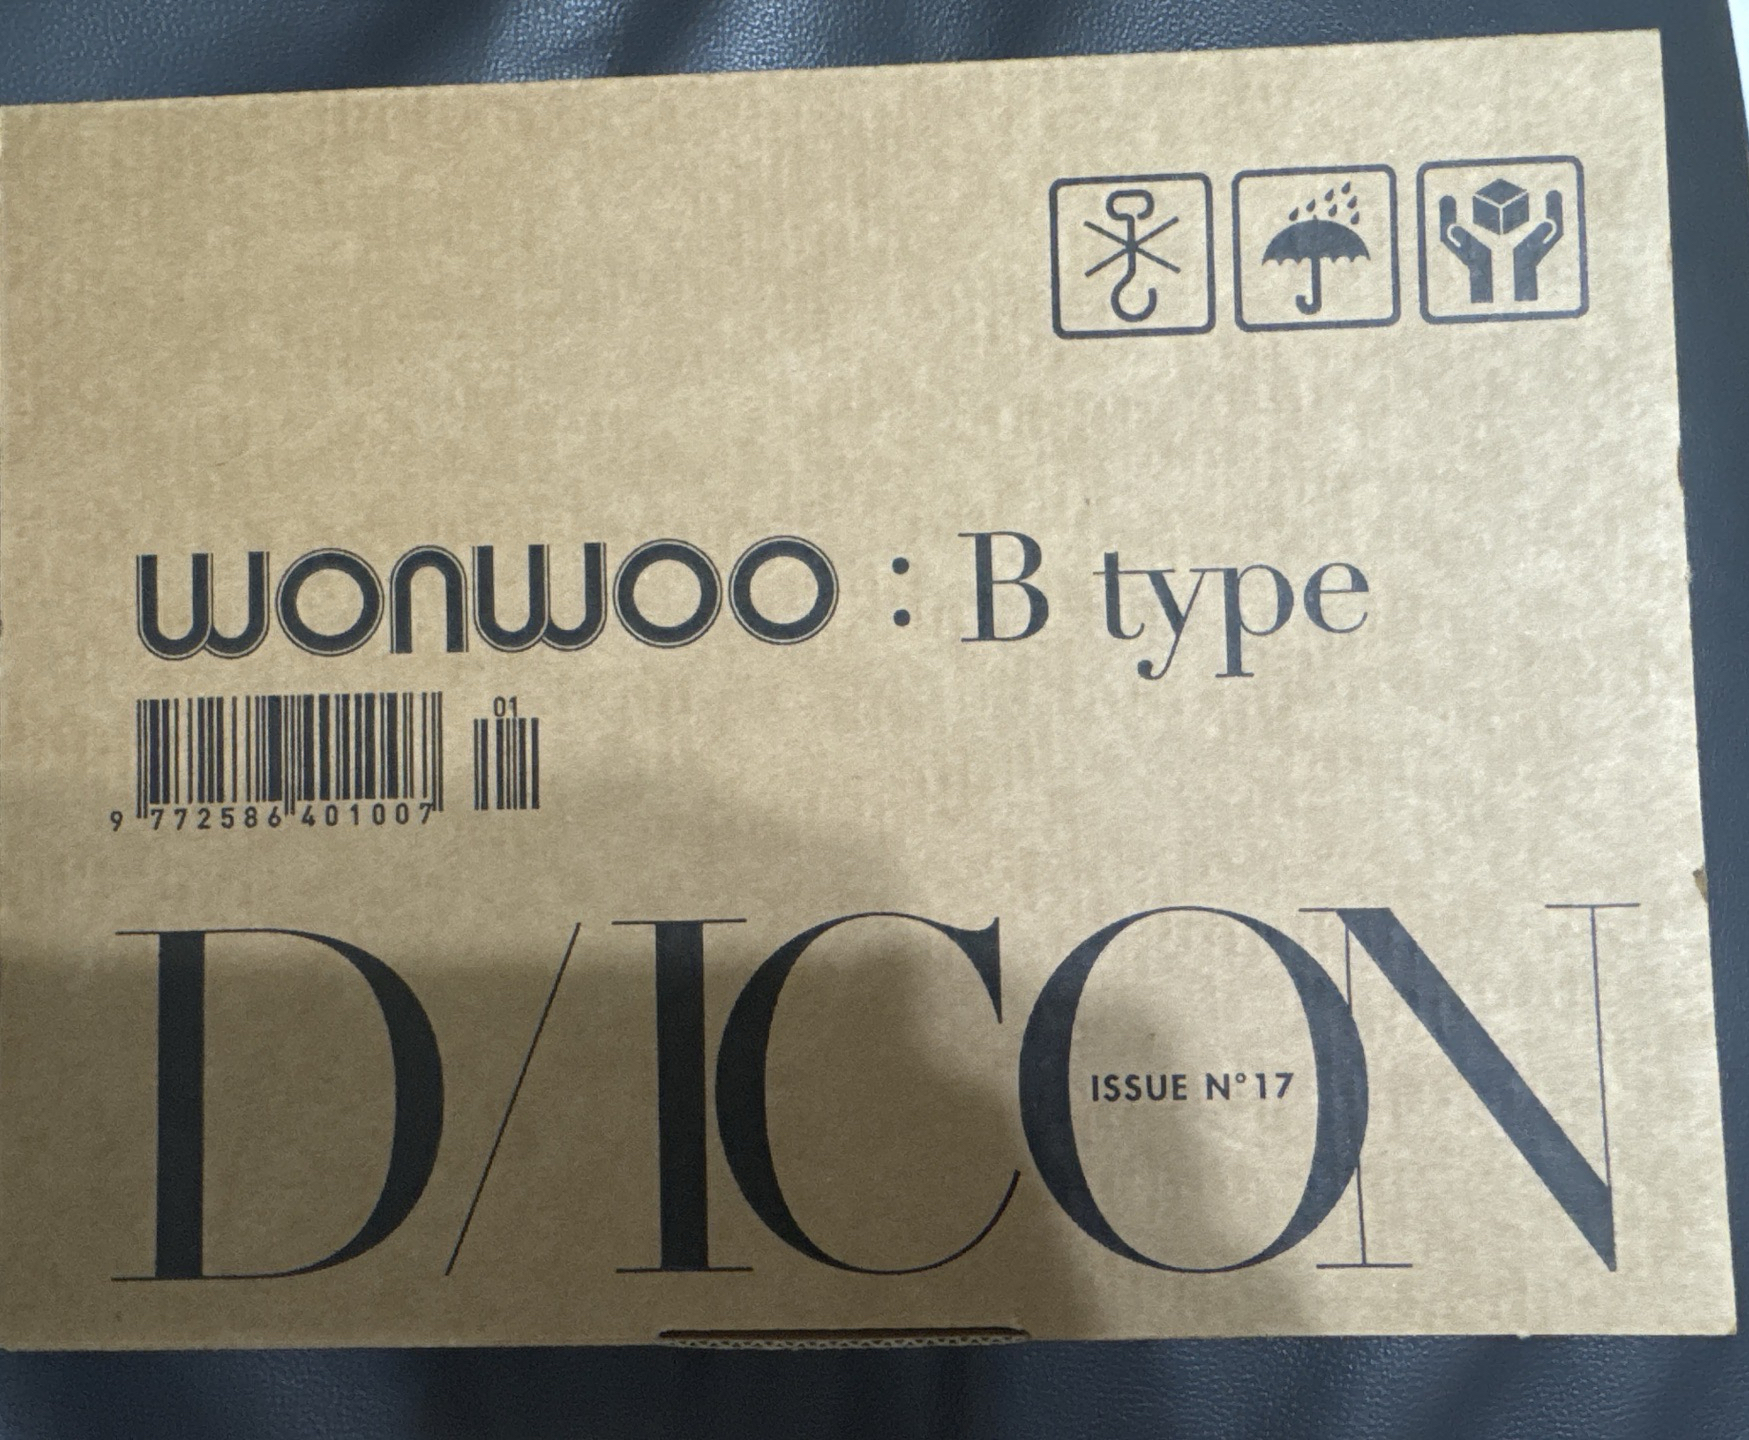 wonwoo : B type
01
9 772586 401007
D/ICON
ISSUE N°17